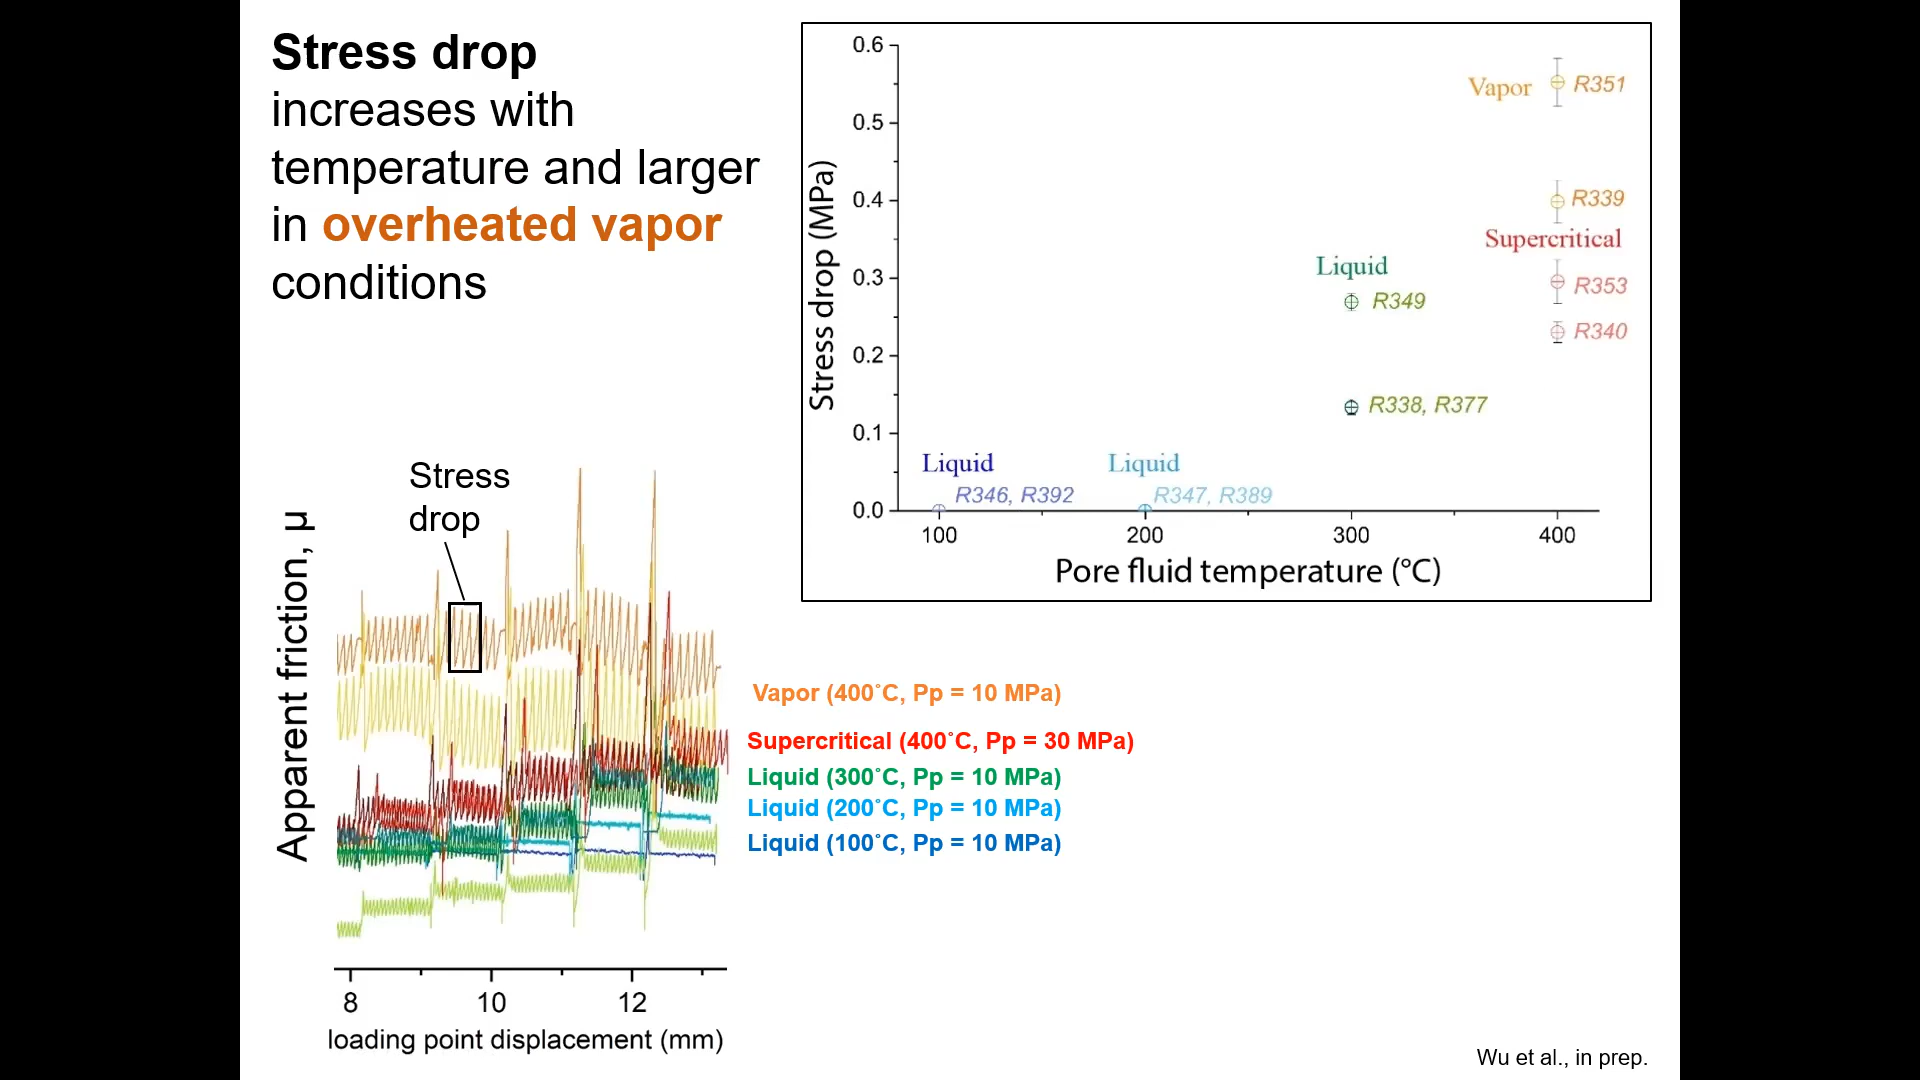 Stress drop
increases with
temperature and larger
in overheated vapor
conditions
0.6
0.5
0.4
0.3
0.2
0.1
0.0
Stress drop (MPa)
Vapor
R351
R339
Supercritical
R353
R340
Liquid
R349
R338, R377
Liquid
R346, R392
Liquid
R347, R389
100
200
300
400
Pore fluid temperature (°C)
Stress
drop
Apparent friction, μ
Vapor (400˚C, Pp = 10 MPa)
Supercritical (400˚C, Pp = 30 MPa)
Liquid (300˚C, Pp = 10 MPa)
Liquid (200˚C, Pp = 10 MPa)
Liquid (100˚C, Pp = 10 MPa)
8
10
12
loading point displacement (mm)
Wu et al., in prep.